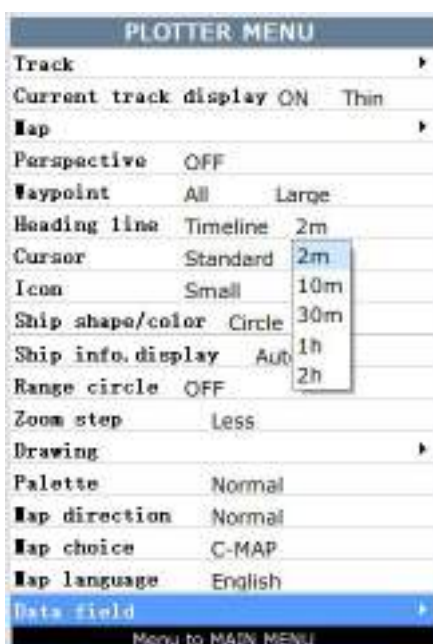 PLOTTER MENU
Track
Current track display ON Thin
Map
Perspective OFF
Waypoint All Large
Heading line Timeline 2m
Cursor Standard 2m
Icon Small 10m
Ship shape/color Circle 30m
Ship info.display Aut 1h
2h
Range circle OFF
Zoom step Less
Drawing
Palette Normal
Map direction Normal
Map choice C-MAP
Map language English
Data field
Menu to MAIN MENU